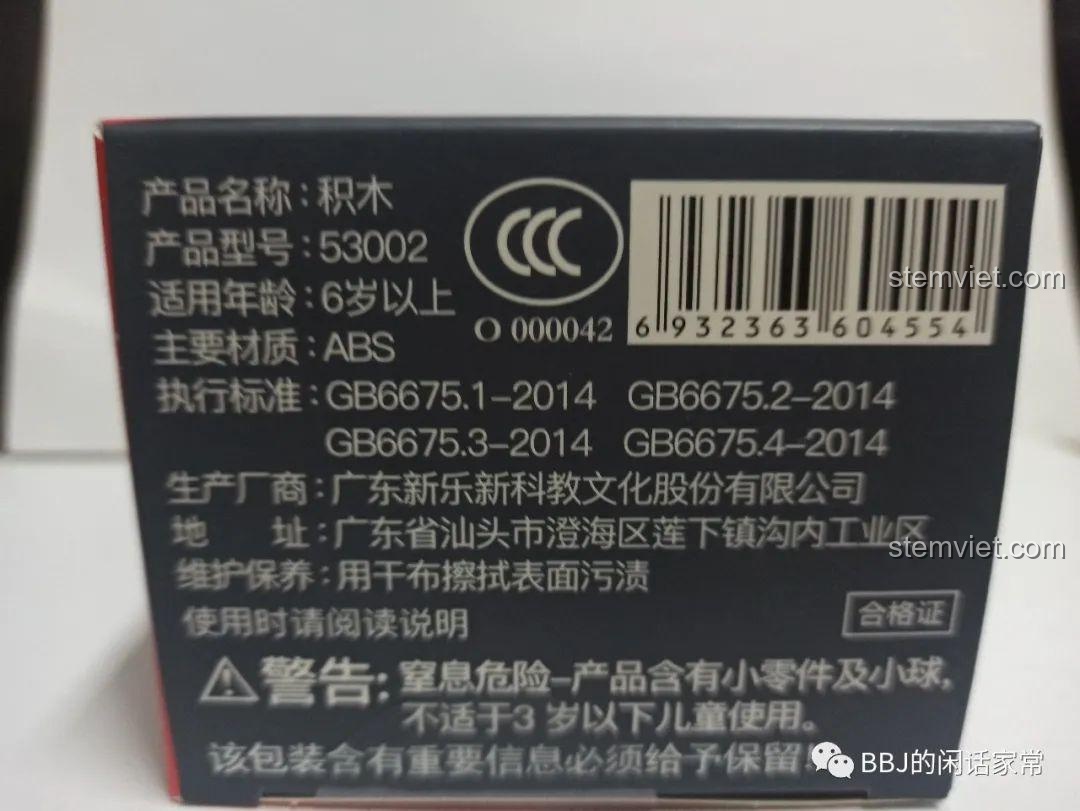 产品名称：积木
产品型号：53002
适用年龄：6岁以上
主要材质：ABS
执行标准：GB6675.1-2014 GB6675.2-2014
GB6675.3-2014 GB6675.4-2014
生产厂商：广东新乐新科教文化股份有限公司
地 址：广东省汕头市澄海区莲下镇沟内工业区
维护保养：用干布擦拭表面污渍
使用时请阅读说明
警告：窒息危险-产品含有小零件及小球，
不适于3 岁以下儿童使用。
该包装含有重要信息必须给予保留
CCC
O 000042
6 932363 604554
合格证
stemviet.com
stemviet.com
BBJ的闲话家常